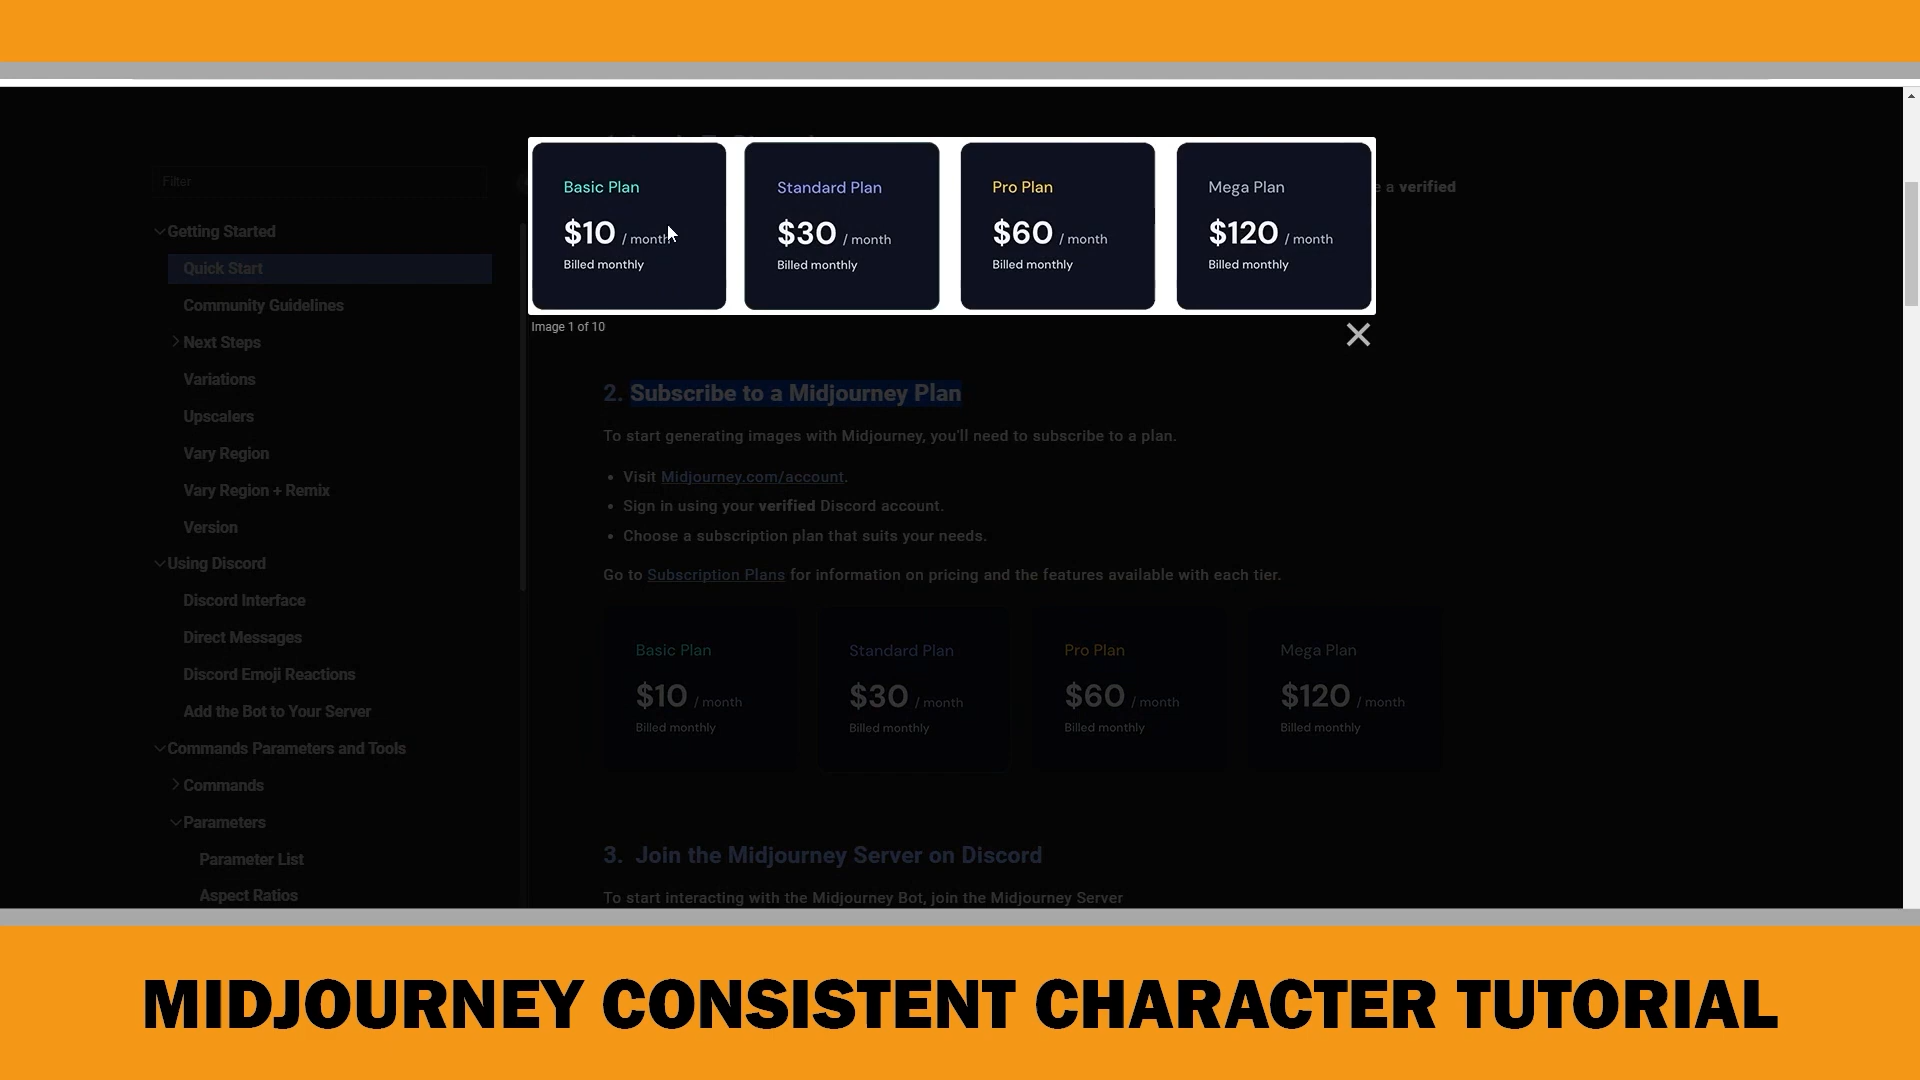 Basic Plan
$10 / month
Billed monthly
Standard Plan
$30 / month
Billed monthly
Pro Plan
$60 / month
Billed monthly
Mega Plan
$120 / month
Billed monthly
Image 1 of 10
Filter
Getting Started
Quick Start
Community Guidelines
Next Steps
Variations
Upscalers
Vary Region
Vary Region + Remix
Version
Using Discord
Discord Interface
Direct Messages
Discord Emoji Reactions
Add the Bot to Your Server
Commands Parameters and Tools
Commands
Parameters
Parameter List
Aspect Ratios
a verified
2. Subscribe to a Midjourney Plan
To start generating images with Midjourney, you'll need to subscribe to a plan.
• Visit Midjourney.com/account.
• Sign in using your verified Discord account.
• Choose a subscription plan that suits your needs.
Go to Subscription Plans for information on pricing and the features available with each tier.
Basic Plan
$10 / month
Billed monthly
Standard Plan
$30 / month
Billed monthly
Pro Plan
$60 / month
Billed monthly
Mega Plan
$120 / month
Billed monthly
3. Join the Midjourney Server on Discord
To start interacting with the Midjourney Bot, join the Midjourney Server
MIDJOURNEY CONSISTENT CHARACTER TUTORIAL